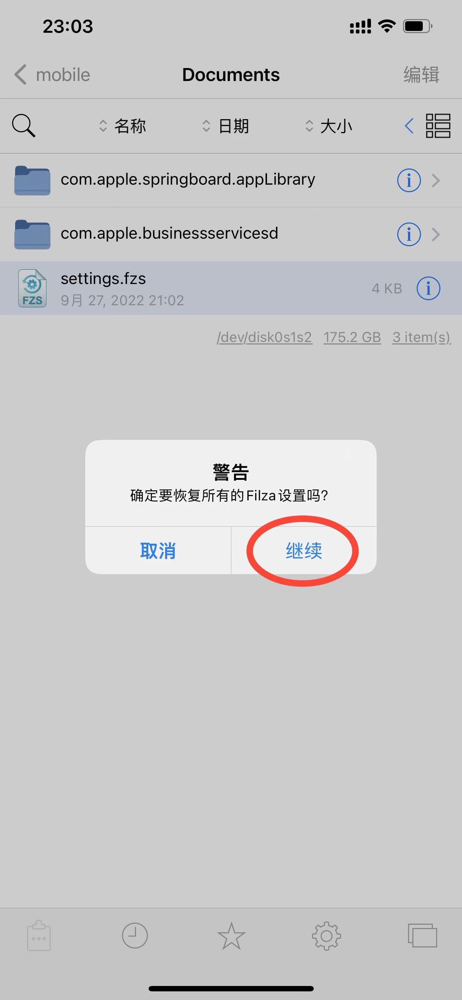 23:03
mobile
Documents
编辑
名称
日期
大小
com.apple.springboard.appLibrary
com.apple.businessservicesd
settings.fzs
9月 27, 2022 21:02
4 KB
FZS
/dev/disk0s1s2 175.2 GB 3 item(s)
警告
确定要恢复所有的Filza设置吗?
取消
继续